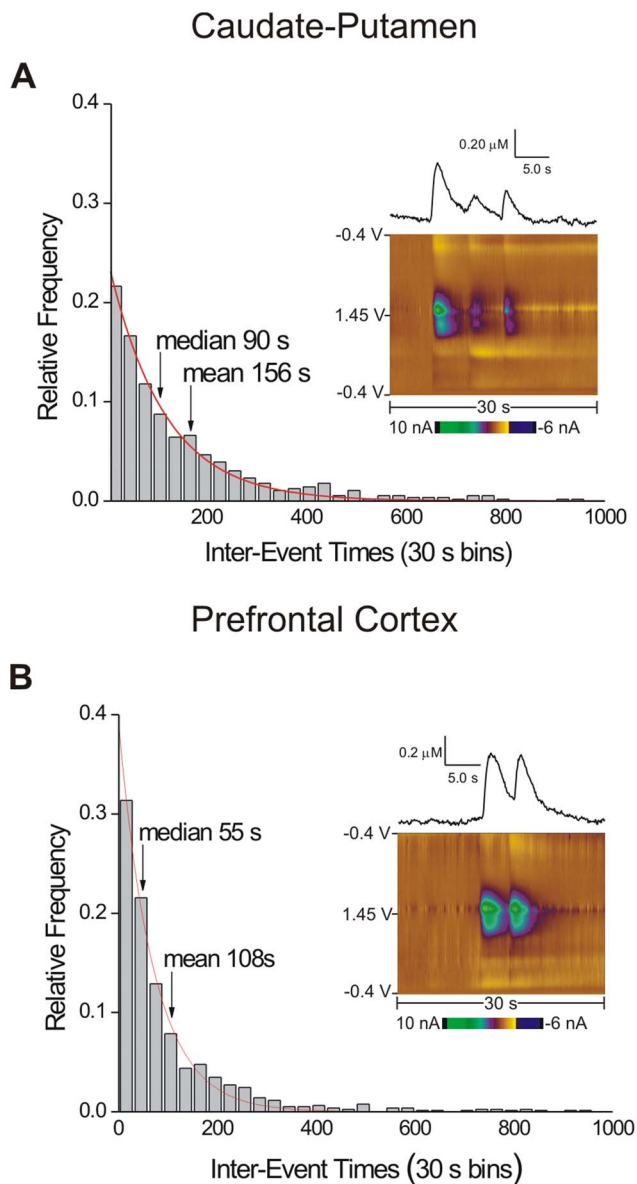 Caudate-Putamen
A
0.4
0.3
0.2
0.1
0.0
Relative Frequency
median 90 s
mean 156 s
200
400
600
800
1000
Inter-Event Times (30 s bins)
0.20 µM
5.0 s
-0.4 V
1.45 V
-0.4 V
30 s
10 nA
-6 nA
Prefrontal Cortex
B
0.4
0.3
0.2
0.1
0.0
Relative Frequency
median 55 s
mean 108s
0
200
400
600
800
1000
Inter-Event Times (30 s bins)
0.2 µM
5.0 s
-0.4 V
1.45 V
-0.4 V
30 s
10 nA
-6 nA